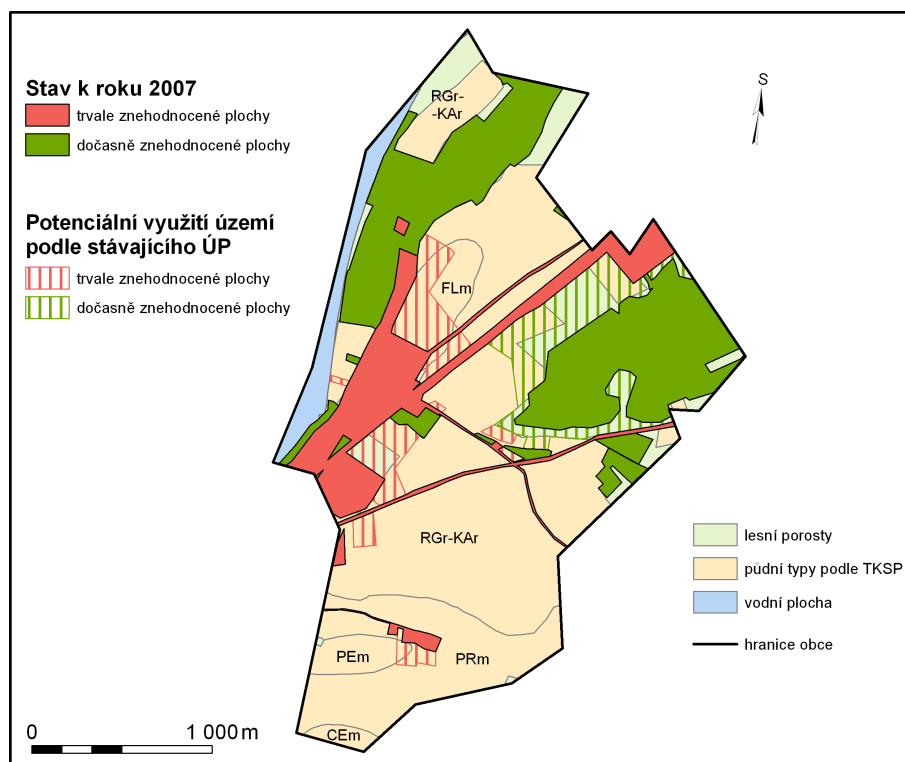 Stav k roku 2007
trvale znehodnocené plochy
dočasně znehodnocené plochy
Potenciální využití území
podle stávajícího ÚP
trvale znehodnocené plochy
dočasně znehodnocené plochy
S
RGr-
-KAr
FLm
RGr-KAr
PEm
PRm
CEm
lesní porosty
půdní typy podle TKSP
vodní plocha
hranice obce
0
1 000 m